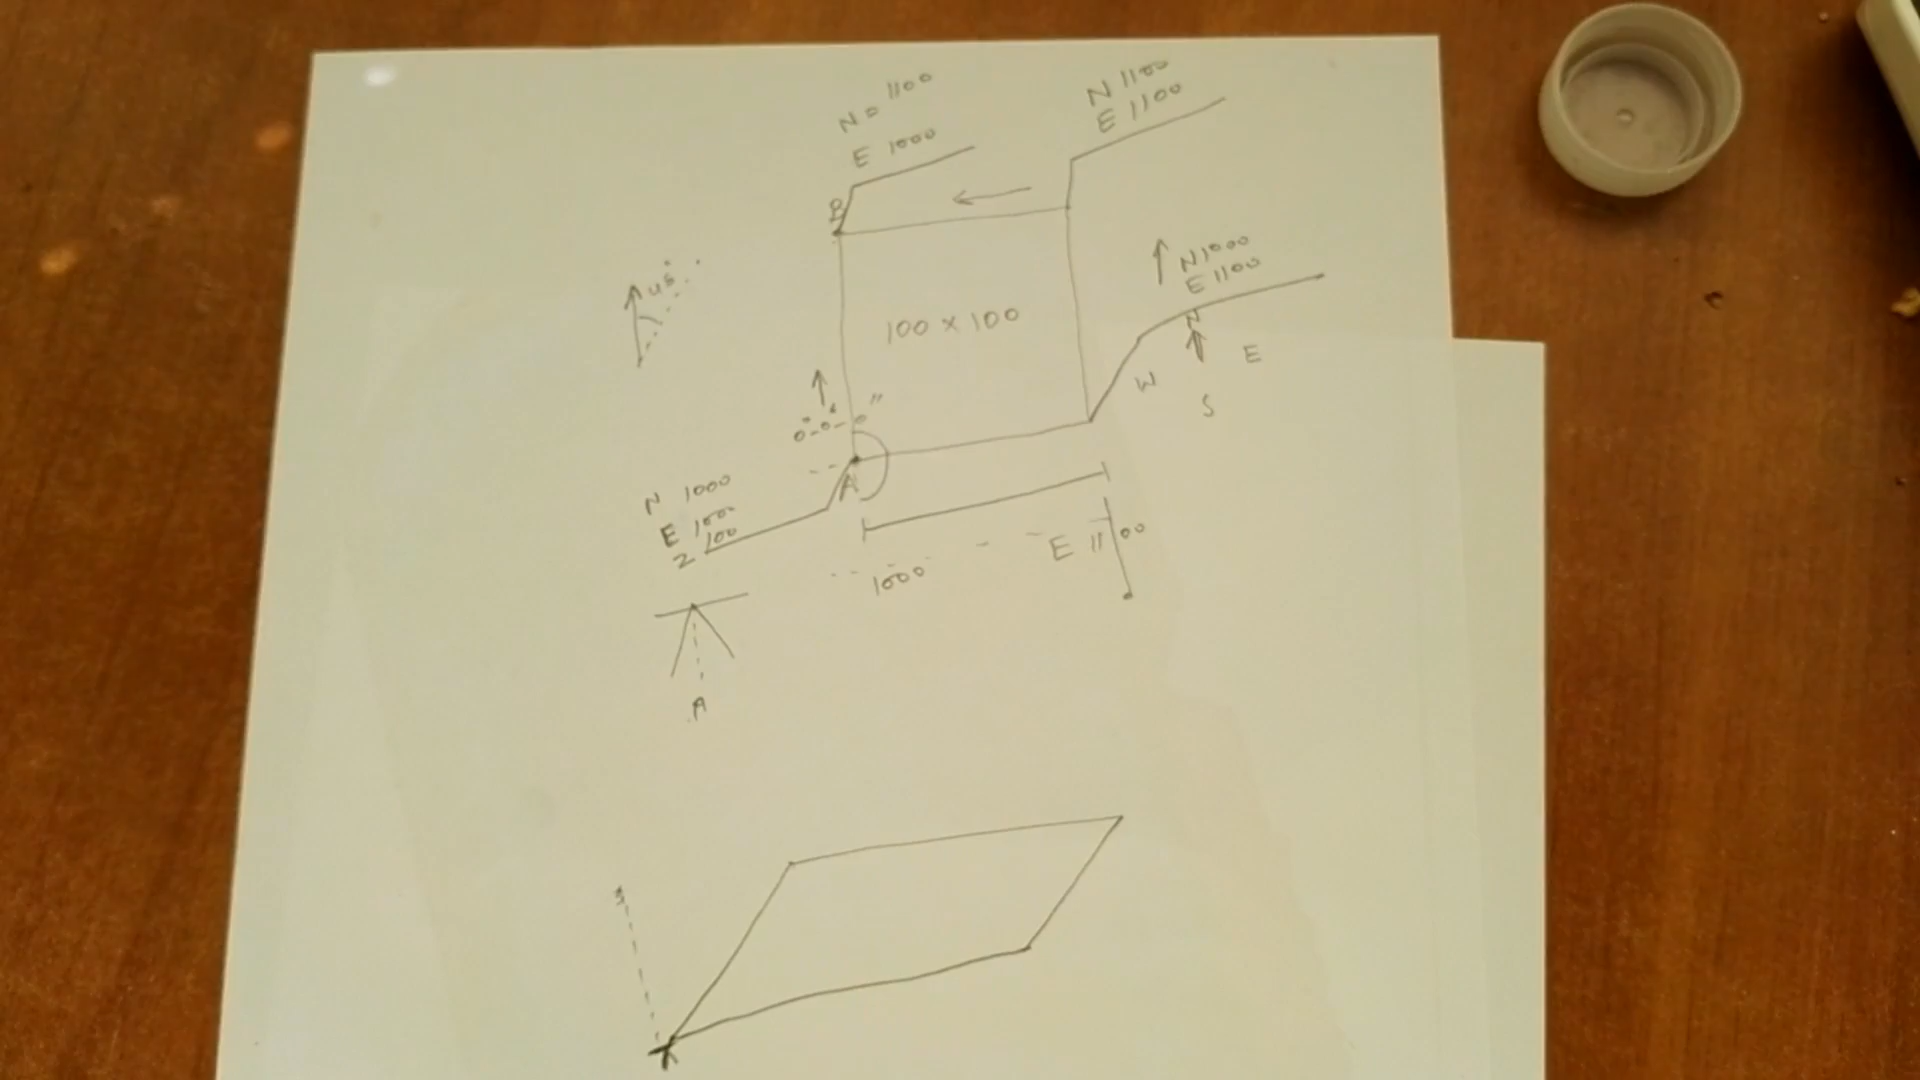 N = 1100
E 1000
N 1100
E 1100
B
N 1000
E 1100
45°
100 x 100
N
W E
S
0°-0'-0"
A
N 1000
E 1000
Z 100
1000
E 1100
A